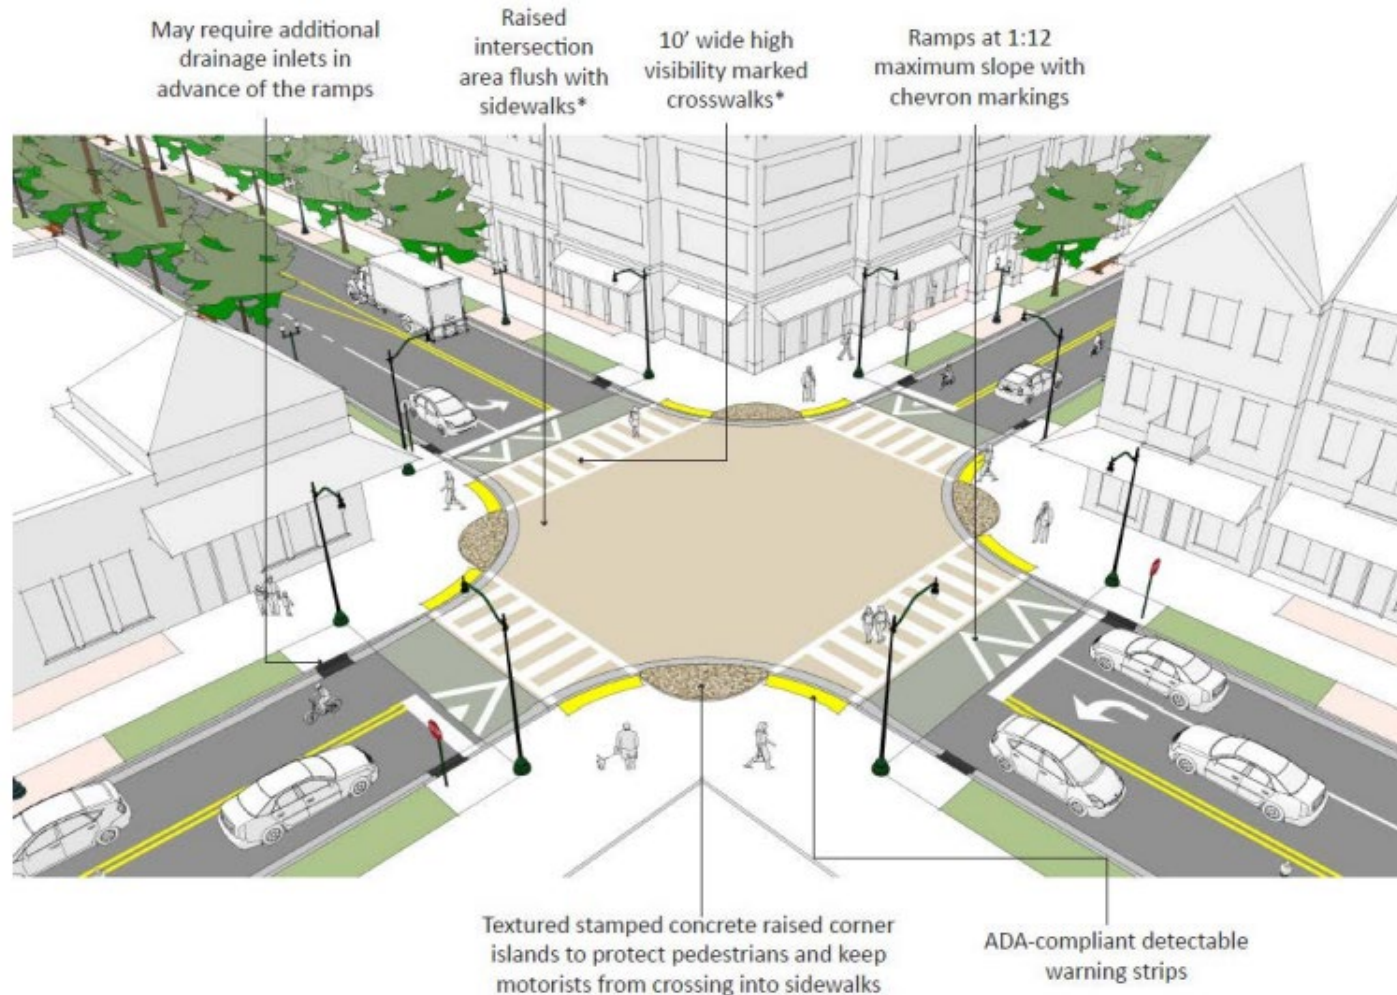 May require additional
drainage inlets in
advance of the ramps
Raised
intersection
area flush with
sidewalks*
10’ wide high
visibility marked
crosswalks*
Ramps at 1:12
maximum slope with
chevron markings
Textured stamped concrete raised corner
islands to protect pedestrians and keep
motorists from crossing into sidewalks
ADA-compliant detectable
warning strips